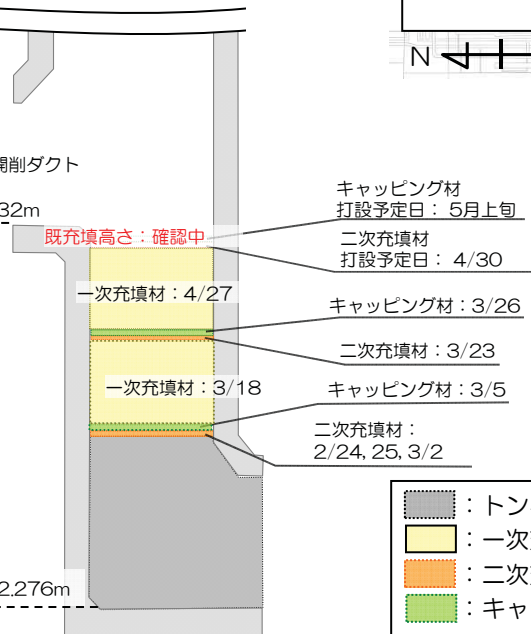 N
開削ダクト
32m
キャッピング材
打設予定日： 5月上旬
既充填高さ：確認中
二次充填材
打設予定日： 4/30
一次充填材：4/27
キャッピング材：3/26
二次充填材：3/23
一次充填材：3/18
キャッピング材：3/5
二次充填材：
2/24, 25, 3/2
：トン
：一次
：二次
：キャ
2,276m